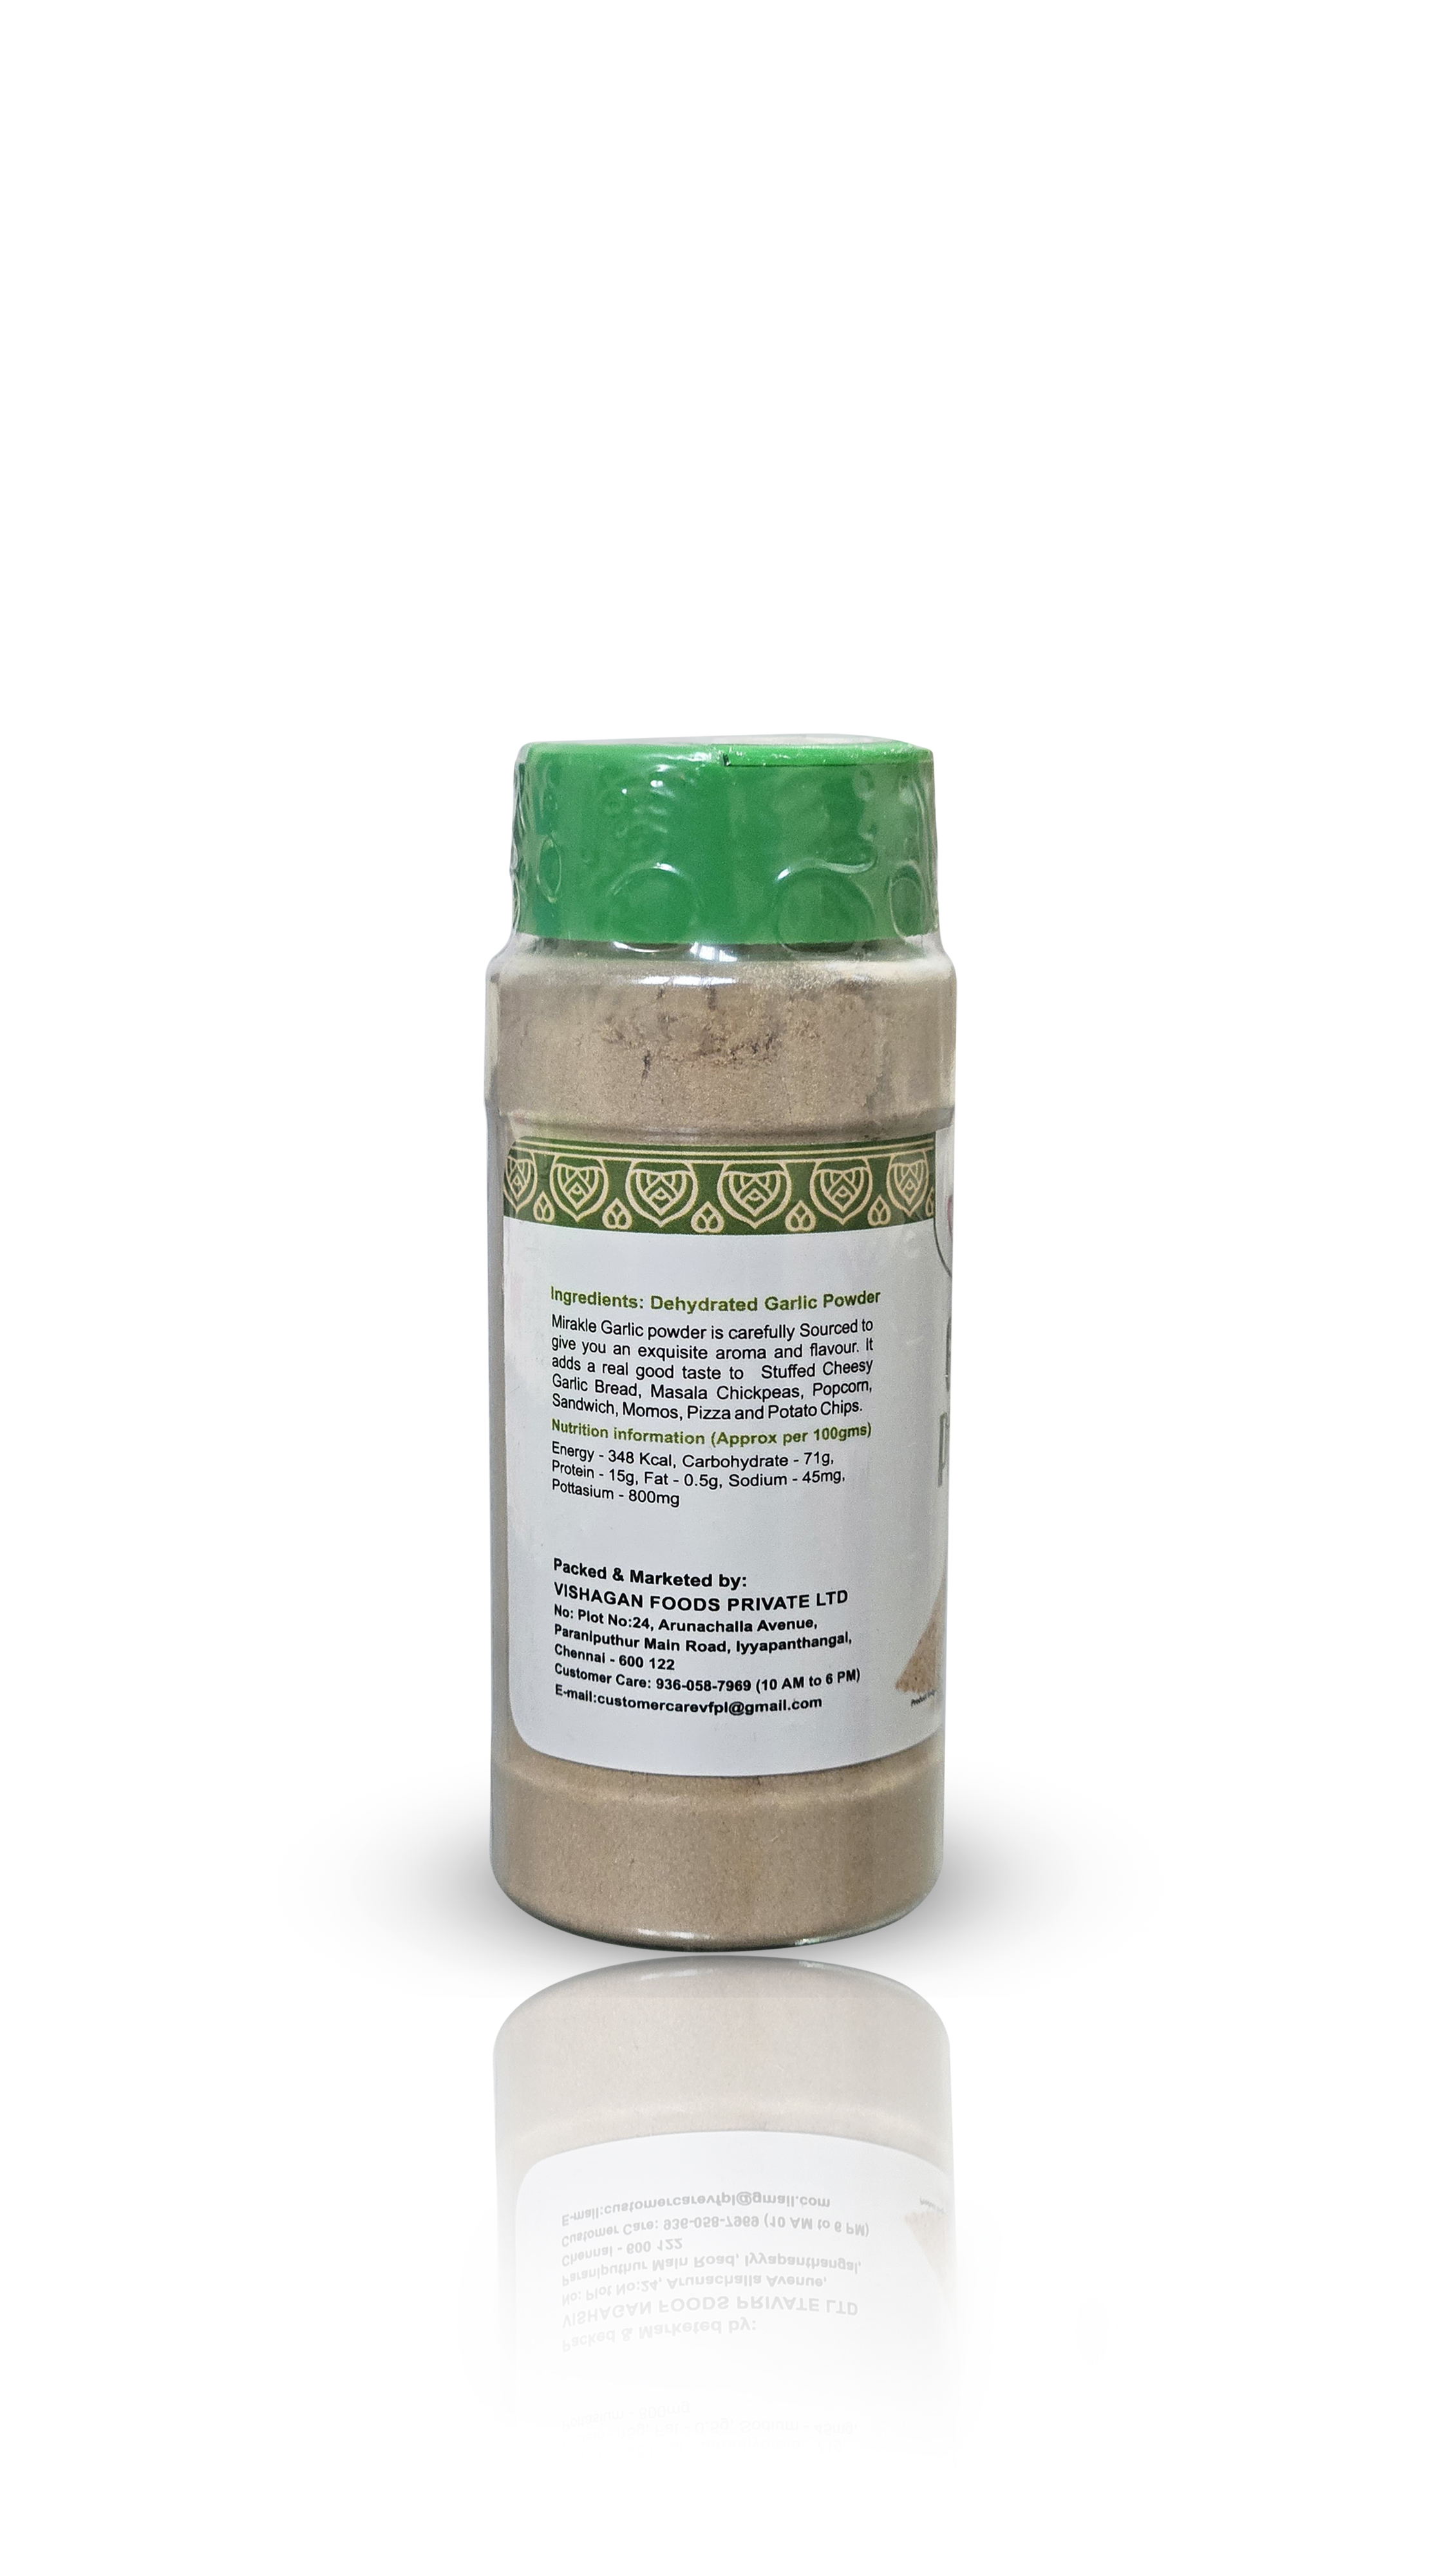 Ingredients: Dehydrated Garlic Powder
Mirakle Garlic powder is carefully Sourced to
give you an exquisite aroma and flavour. It
adds a real good taste to Stuffed Cheesy
Garlic Bread, Masala Chickpeas, Popcorn,
Sandwich, Momos, Pizza and Potato Chips.
Nutrition information (Approx per 100gms)
Energy - 348 Kcal, Carbohydrate - 71g,
Protein - 15g, Fat - 0.5g, Sodium - 45mg,
Pottasium - 800mg
Packed & Marketed by:
VISHAGAN FOODS PRIVATE LTD
No: Plot No:24, Arunachalla Avenue,
Paraniputhur Main Road, Iyyapanthangal,
Chennai - 600 122
Customer Care: 936-058-7969 (10 AM to 6 PM)
E-mail:customercarevfpl@gmail.com